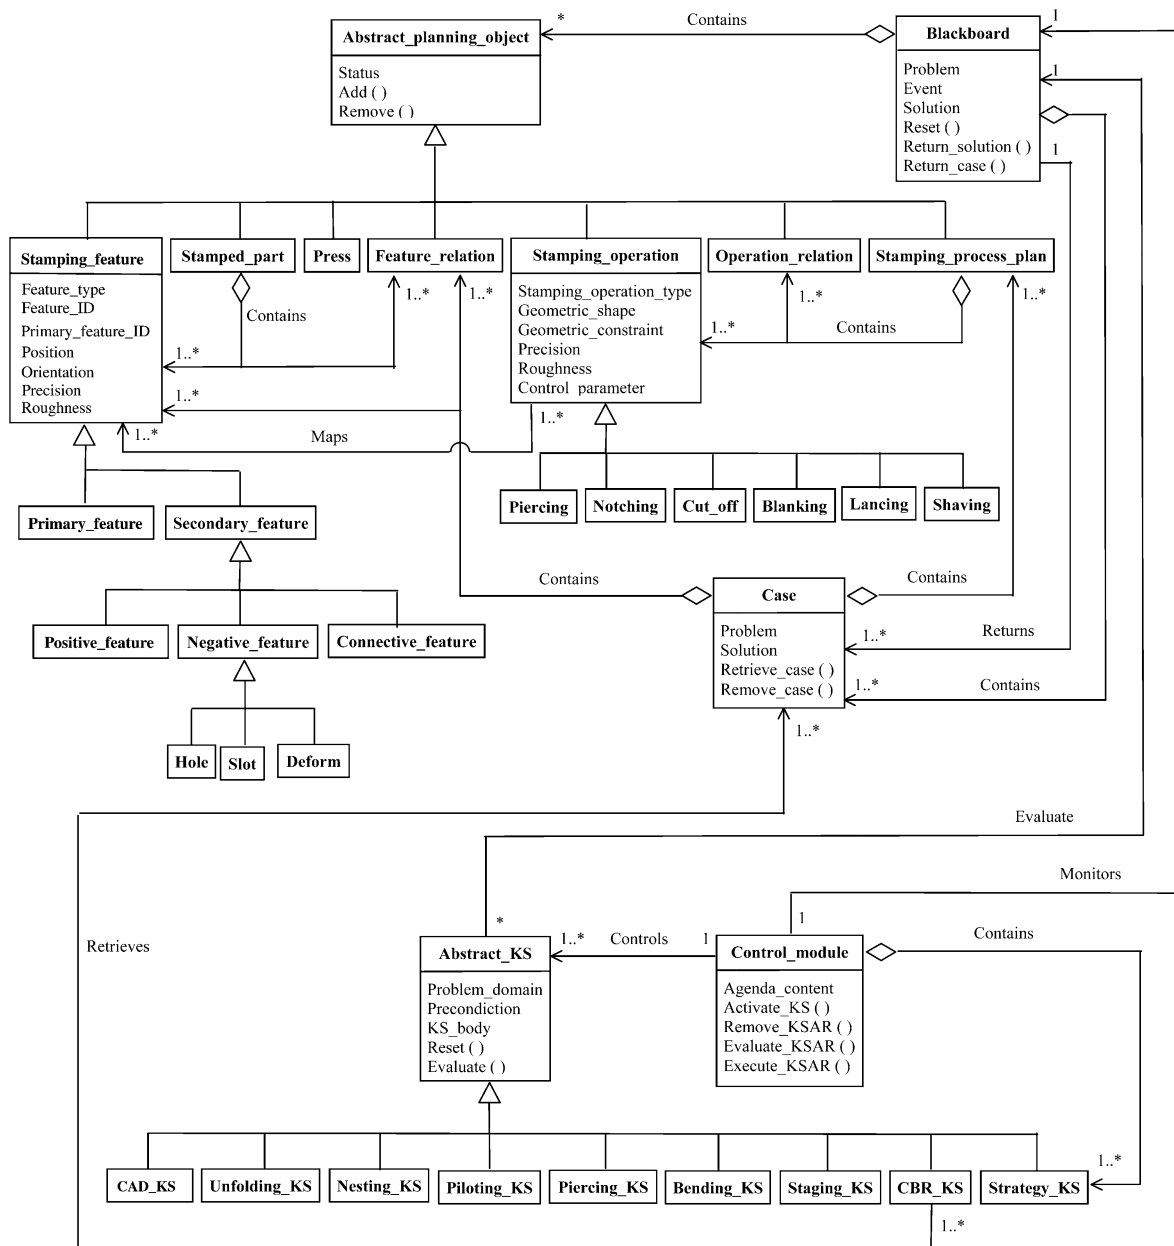 *
Contains
1
Abstract_planning_object
Status
Add ( )
Remove ( )
Blackboard
Problem
Event
Solution
Reset ( )
Return_solution ( )
Return_case ( )
1
1
Stamping_feature
Feature_type
Feature_ID
Primary_feature_ID
Position
Orientation
Precision
Roughness
Stamped_part
Press
Feature_relation
Stamping_operation
Stamping_operation_type
Geometric_shape
Geometric_constraint
Precision
Roughness
Control_parameter
Operation_relation
Stamping_process_plan
Contains
1..*
1..*
1..*
1..*
1..*
Contains
1..*
1..*
1..*
Maps
1..*
1..*
Primary_feature
Secondary_feature
Piercing
Notching
Cut_off
Blanking
Lancing
Shaving
Positive_feature
Negative_feature
Connective_feature
Hole
Slot
Deform
Contains
Case
Problem
Solution
Retrieve_case ( )
Remove_case ( )
Contains
1..*
Returns
1..*
Contains
1..*
Evaluate
Monitors
Retrieves
*
1..*
Controls
1
1
Contains
Abstract_KS
Problem_domain
Precondiction
KS_body
Reset ( )
Evaluate ( )
Control_module
Agenda_content
Activate_KS ( )
Remove_KSAR ( )
Evaluate_KSAR ( )
Execute_KSAR ( )
1..*
CAD_KS
Unfolding_KS
Nesting_KS
Piloting_KS
Piercing_KS
Bending_KS
Staging_KS
CBR_KS
Strategy_KS
1..*